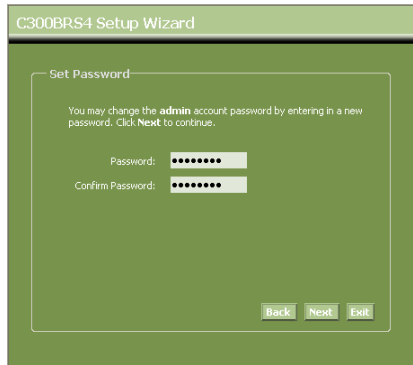 C300BRS4 Setup Wizard
Set Password
You may change the admin account password by entering in a new
password. Click Next to continue.
Password: ●●●●●●●●
Confirm Password: ●●●●●●●●
Back Next Exit